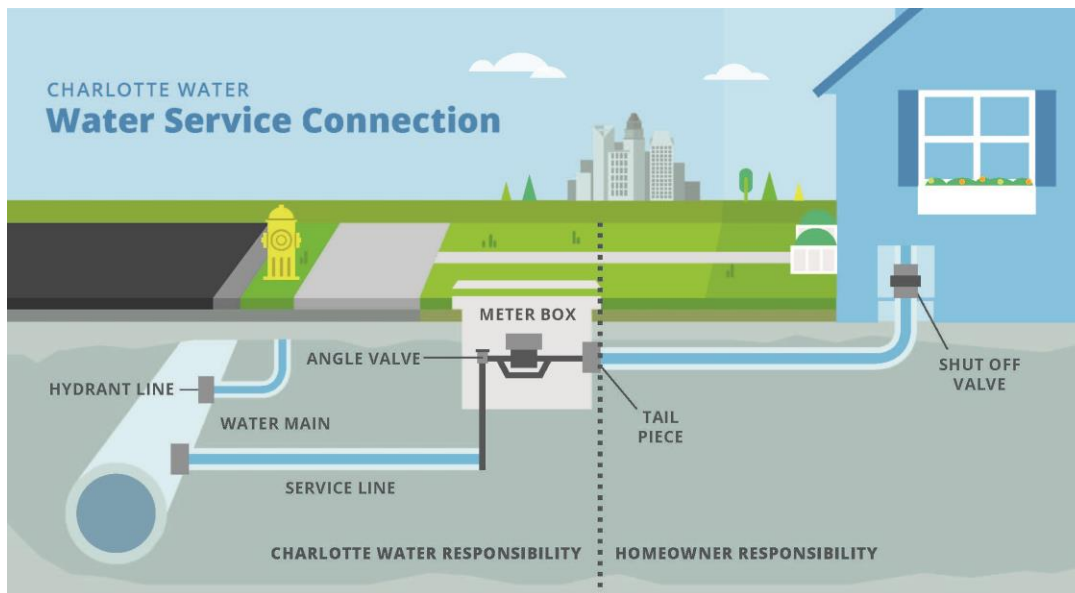 CHARLOTTE WATER
Water Service Connection
METER BOX
ANGLE VALVE
HYDRANT LINE
WATER MAIN
SERVICE LINE
TAIL
PIECE
SHUT OFF
VALVE
CHARLOTTE WATER RESPONSIBILITY
HOMEOWNER RESPONSIBILITY